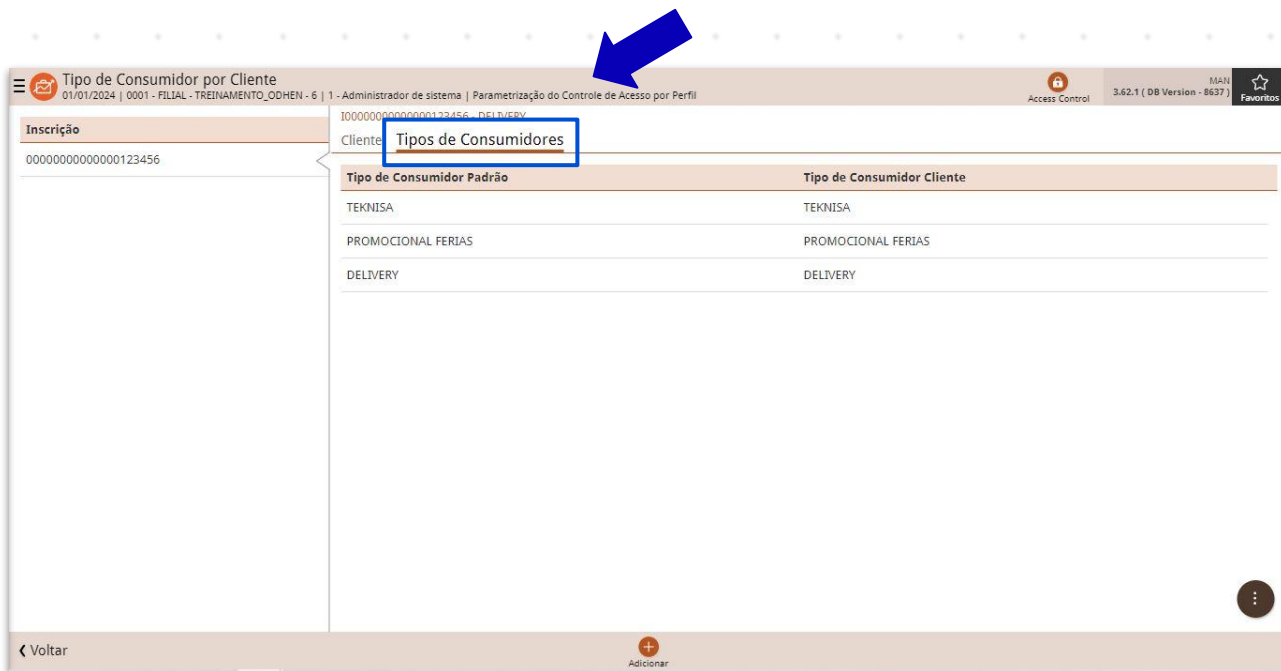 Tipo de Consumidor por Cliente
01/01/2024 | 0001 - FILIAL - TREINAMENTO_ODHEN - 6 | 1 - Administrador de sistema | Parametrização do Controle de Acesso por Perfil
Access Control
MAN
3.62.1 ( DB Version - 8637 )
Favoritos
Inscrição
00000000000000123456
- DELIVERY
Cliente
Tipos de Consumidores
Tipo de Consumidor Padrão
Tipo de Consumidor Cliente
TEKNISA
TEKNISA
PROMOCIONAL FERIAS
PROMOCIONAL FERIAS
DELIVERY
DELIVERY
Voltar
Adicionar